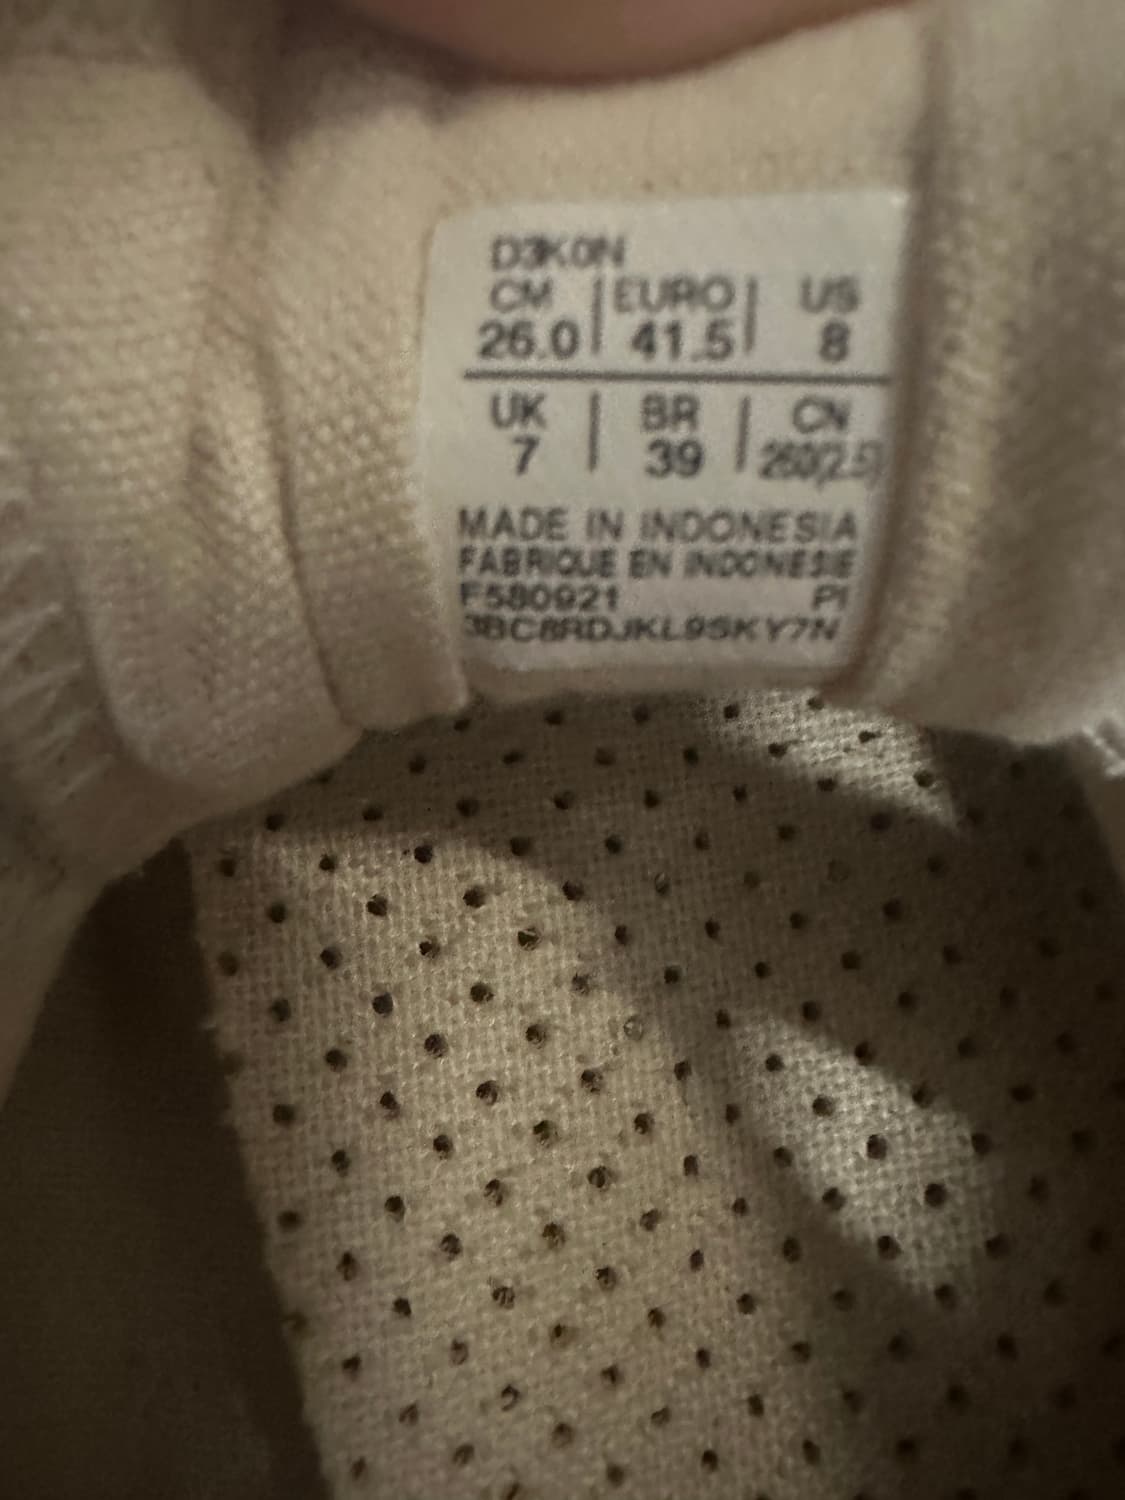 D3K0N
CM | EURO | US
26.0 | 41.5 | 8
UK | BR | CN
7 | 39 | 260(2.5)
MADE IN INDONESIA
FABRIQUE EN INDONESIE
F580921 PI
3BC8RDJKL9SKY7N